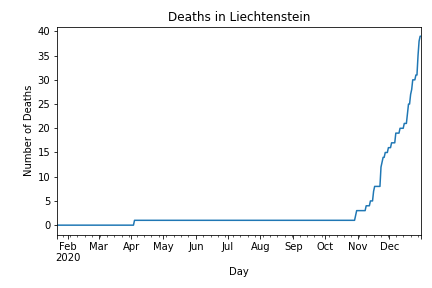 Deaths in Liechtenstein
40
35
30
25
20
15
10
5
0
Number of Deaths
Feb Mar Apr May Jun Jul Aug Sep Oct Nov Dec
2020
Day